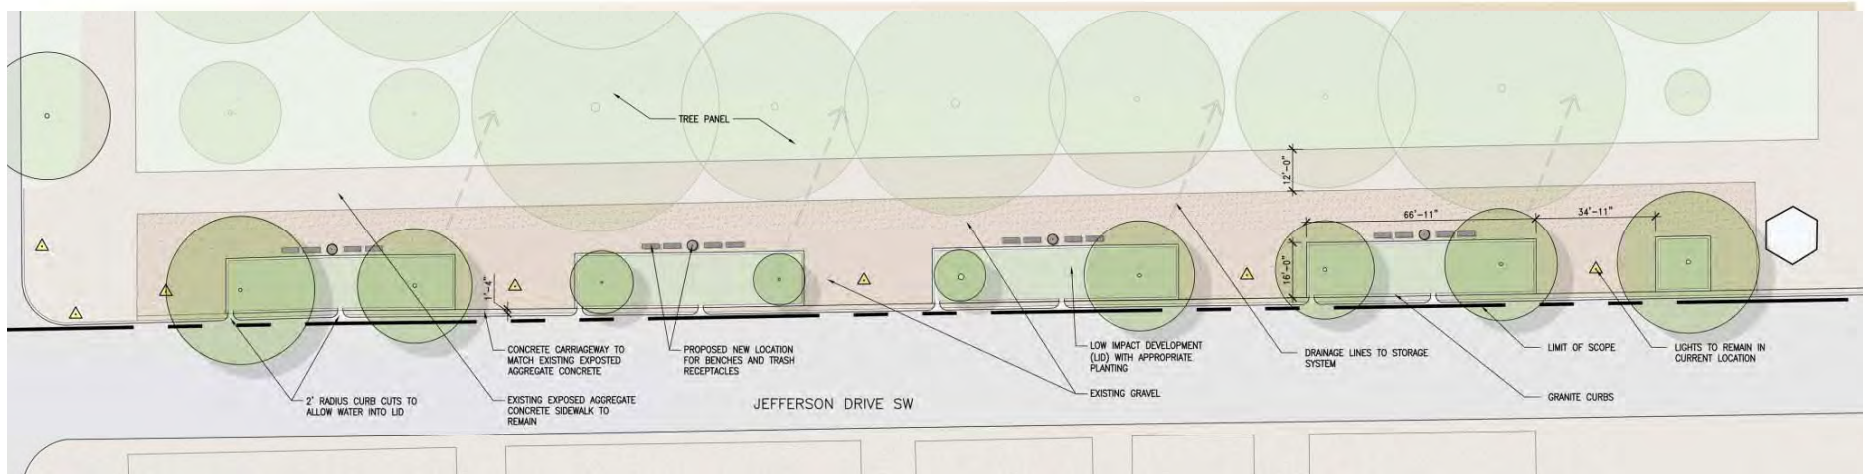 TREE PANEL
12'-0"
66'-11"
34'-11"
16'-0"
1'-4"
CONCRETE CARRIAGEWAY TO
MATCH EXISTING EXPOSTED
AGGREGATE CONCRETE
PROPOSED NEW LOCATION
FOR BENCHES AND TRASH
RECEPTACLES
LOW IMPACT DEVELOPMENT
(LID) WITH APPROPRIATE
PLANTING
DRAINAGE LINES TO STORAGE
SYSTEM
LIMIT OF SCOPE
LIGHTS TO REMAIN IN
CURRENT LOCATION
2' RADIUS CURB CUTS TO
ALLOW WATER INTO LID
EXISTING EXPOSED AGGREGATE
CONCRETE SIDEWALK TO
REMAIN
JEFFERSON DRIVE SW
EXISTING GRAVEL
GRANITE CURBS